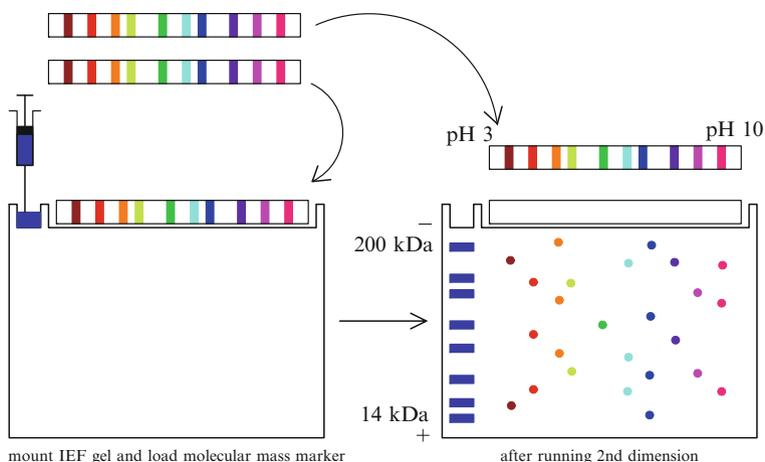 pH 3
pH 10
−
200 kDa
14 kDa
+
mount IEF gel and load molecular mass marker
after running 2nd dimension